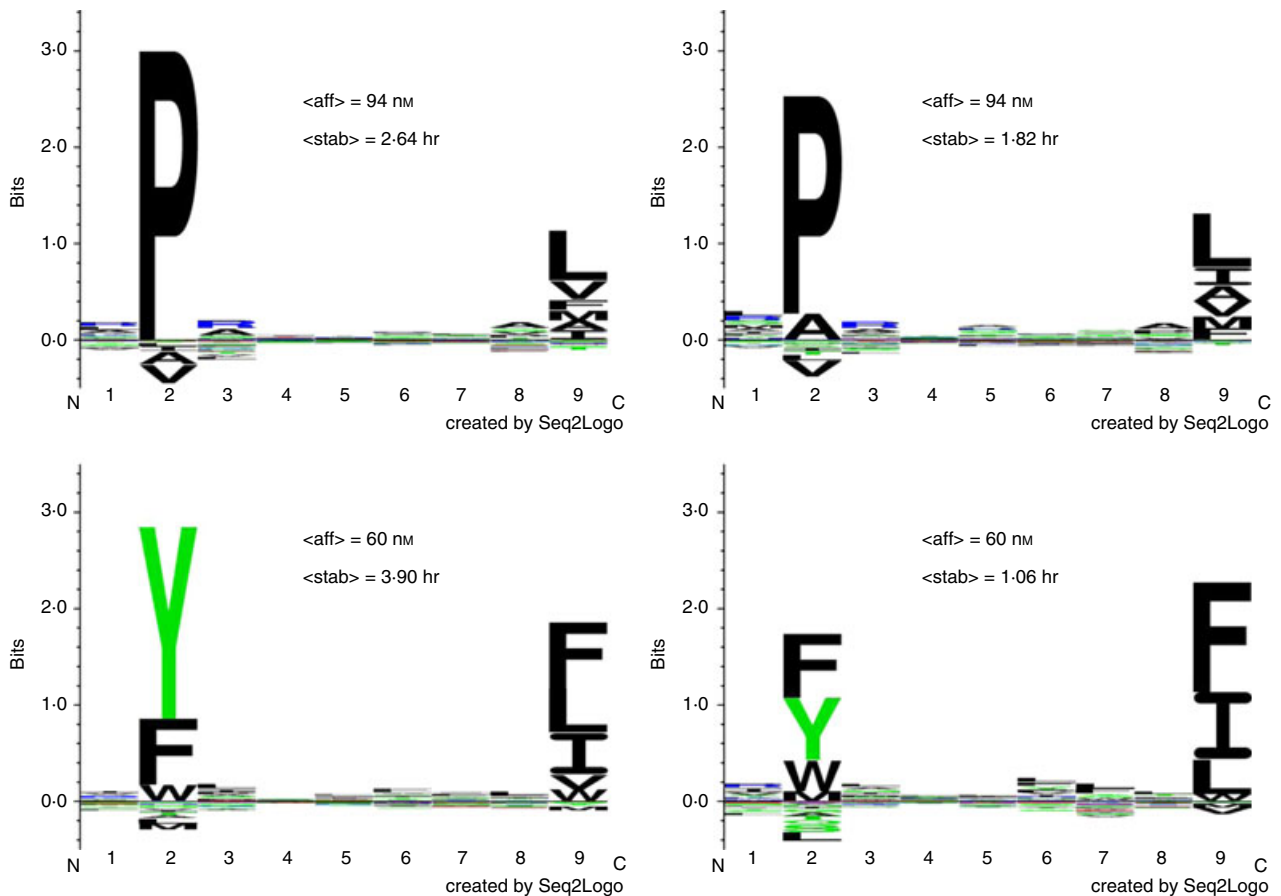 3·0
<aff> = 94 nM
<stab> = 2·64 hr
2·0
Bits
1·0
0·0
P
L
V
N 1 2 3 4 5 6 7 8 9 C
created by Seq2Logo
3·0
<aff> = 94 nM
<stab> = 1·82 hr
2·0
Bits
1·0
0·0
P
A
V
L
I
M
N 1 2 3 4 5 6 7 8 9 C
created by Seq2Logo
3·0
<aff> = 60 nM
<stab> = 3·90 hr
2·0
Bits
1·0
0·0
Y
F
W
F
L
I
N 1 2 3 4 5 6 7 8 9 C
created by Seq2Logo
3·0
<aff> = 60 nM
<stab> = 1·06 hr
2·0
Bits
1·0
0·0
F
Y
W
F
I
L
N 1 2 3 4 5 6 7 8 9 C
created by Seq2Logo